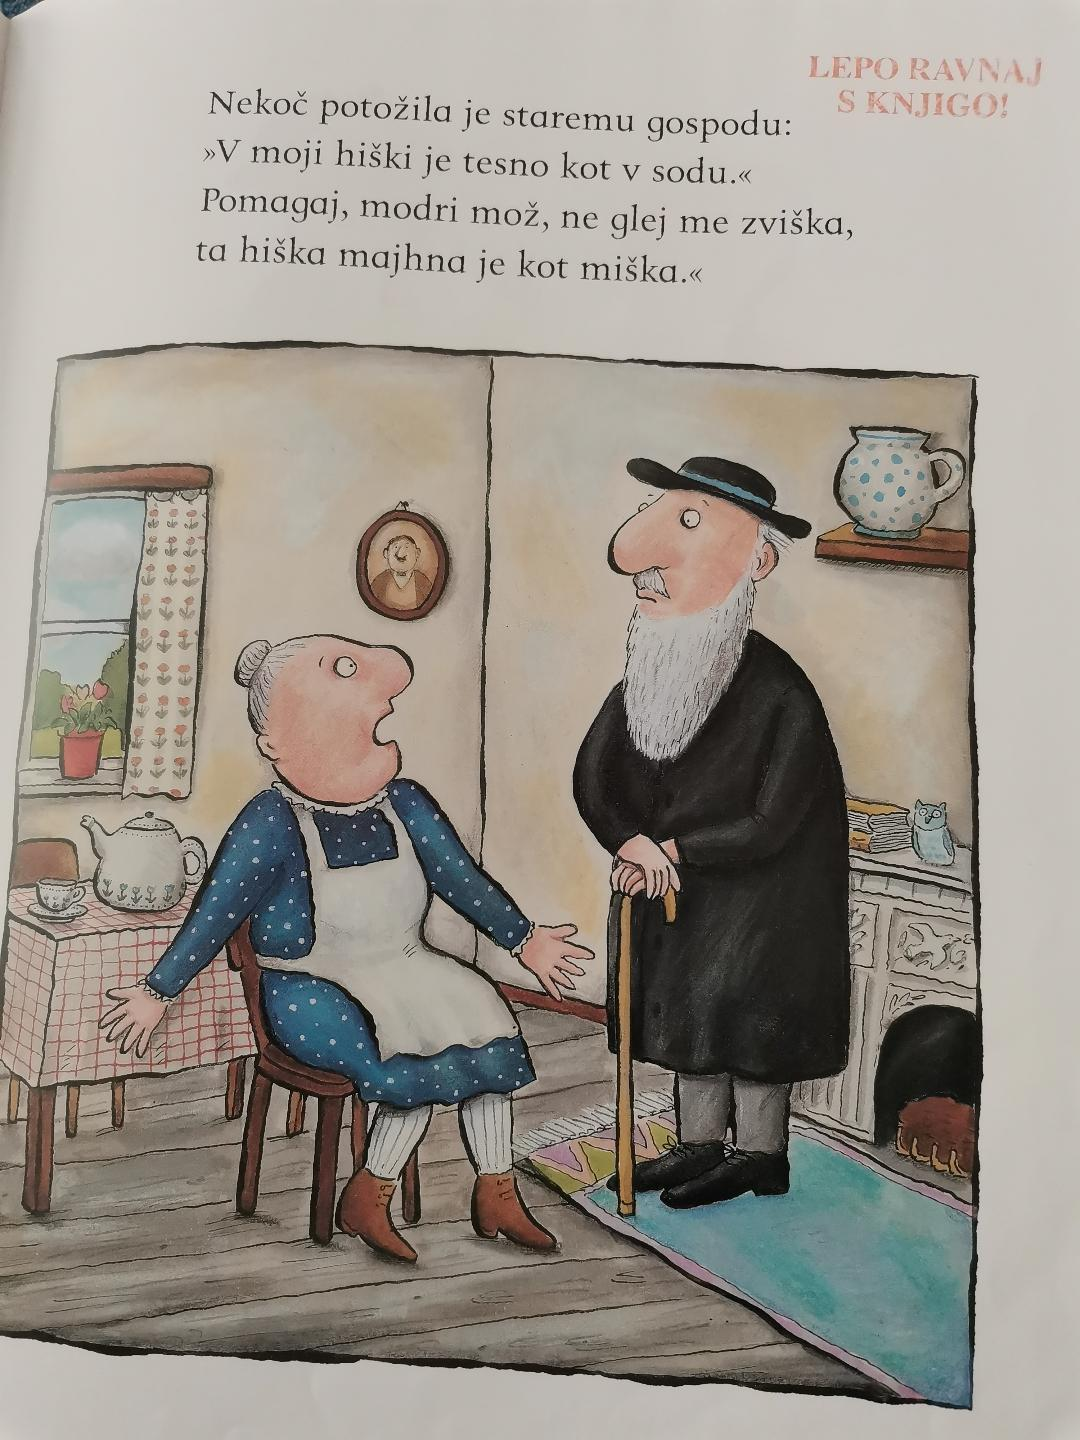 LEPO RAVNAJ
S KNJIGO!
Nekoč potožila je staremu gospodu:
»V moji hiški je tesno kot v sodu.«
Pomagaj, modri mož, ne glej me zviška,
ta hiška majhna je kot miška.«